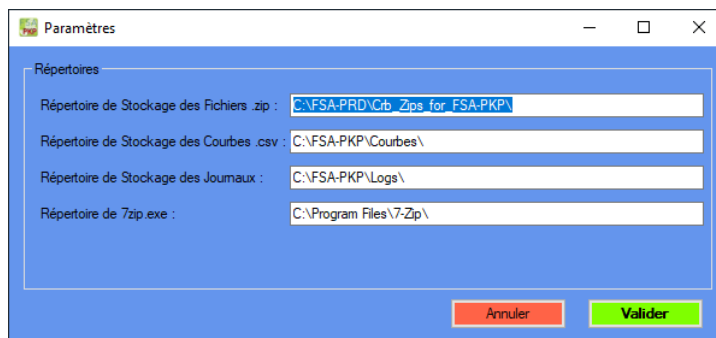 SA
PKP
Paramètres
Répertoires
Répertoire de Stockage des Fichiers .zip : C:\FSA-PRD\Crb_Zips_for_FSA-PKP\
Répertoire de Stockage des Courbes .csv : C:\FSA-PKP\Courbes\
Répertoire de Stockage des Journaux : C:\FSA-PKP\Logs\
Répertoire de 7zip.exe : C:\Program Files\7-Zip\
Annuler Valider